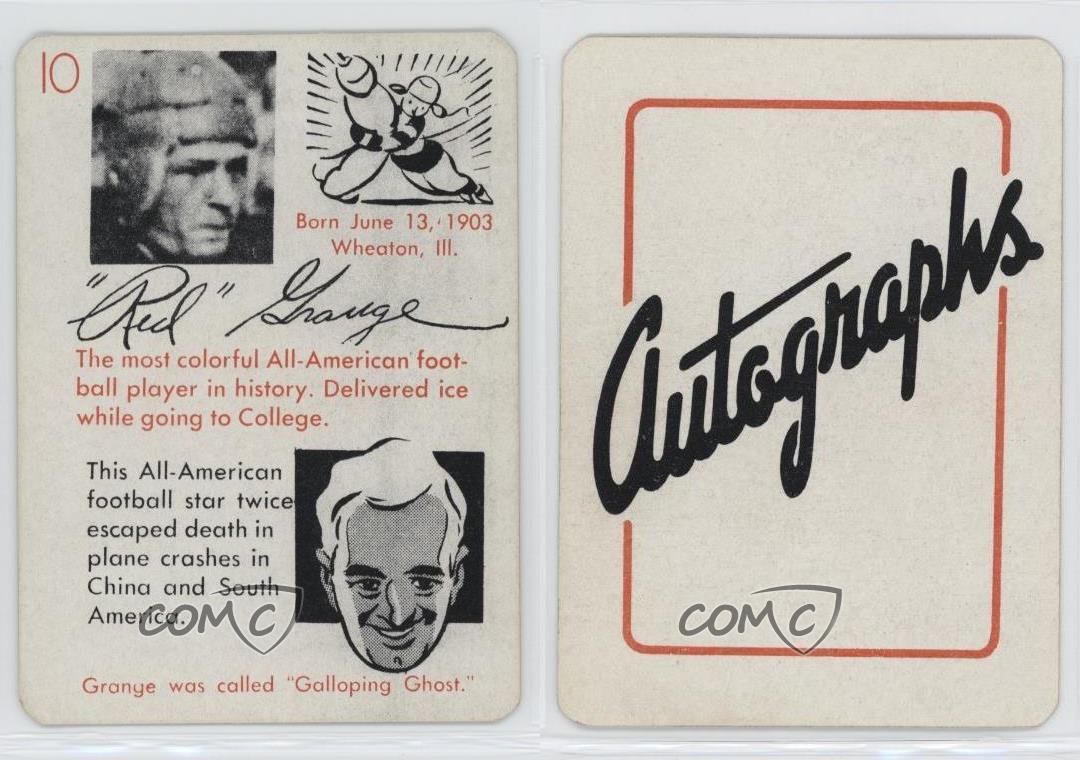 10
Born June 13, 1903
Wheaton, Ill.
"Red" Grange
The most colorful All-American foot-
ball player in history. Delivered ice
while going to College.
This All-American
football star twice
escaped death in
plane crashes in
China and South
America.
COMC
Grange was called "Galloping Ghost."
Autographs
COMC